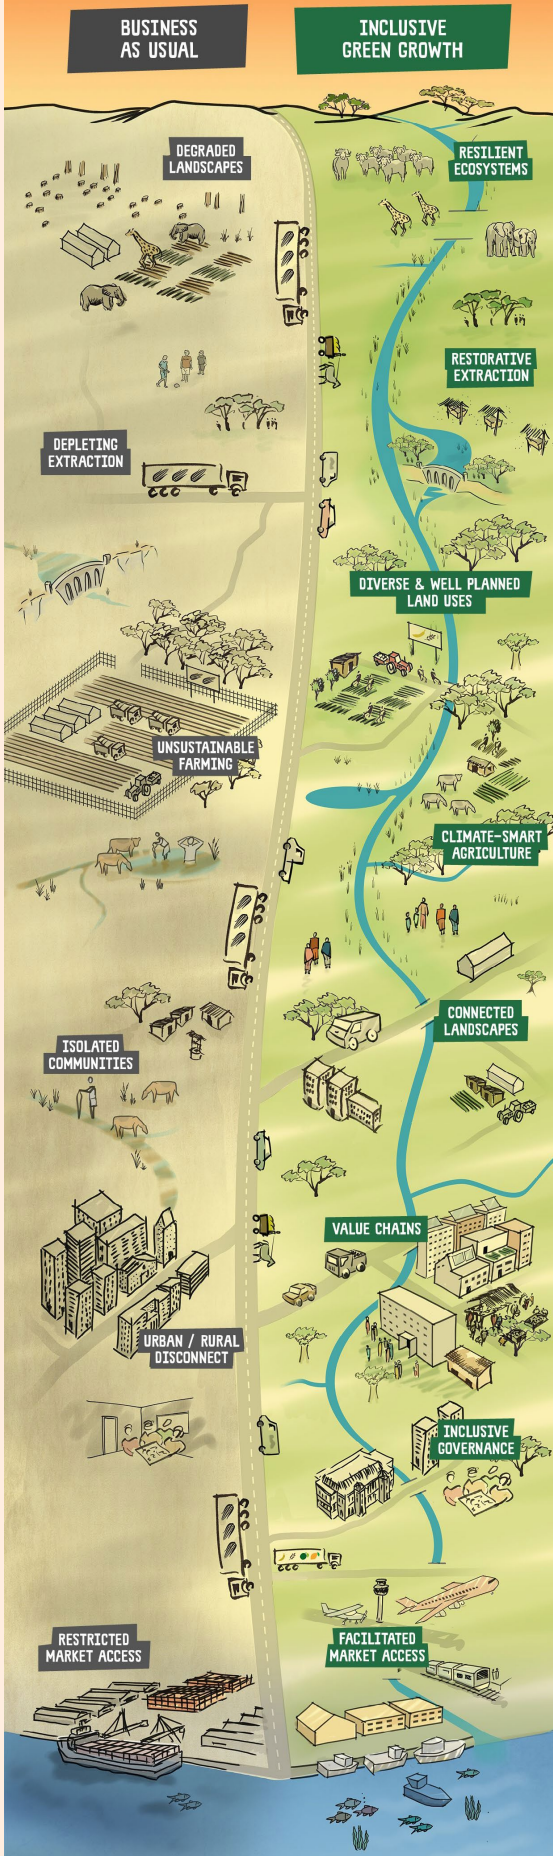 BUSINESS
AS USUAL
INCLUSIVE
GREEN GROWTH
DEGRADED
LANDSCAPES
RESILIENT
ECOSYSTEMS
RESTORATIVE
EXTRACTION
DEPLETING
EXTRACTION
DIVERSE & WELL PLANNED
LAND USES
UNSUSTAINABLE
FARMING
CLIMATE-SMART
AGRICULTURE
CONNECTED
LANDSCAPES
ISOLATED
COMMUNITIES
VALUE CHAINS
URBAN / RURAL
DISCONNECT
INCLUSIVE
GOVERNANCE
RESTRICTED
MARKET ACCESS
FACILITATED
MARKET ACCESS